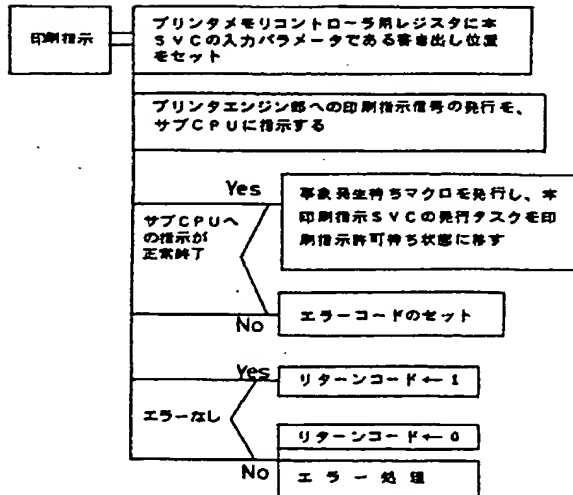 印刷指示
プリンタメモリコントローラ用レジスタに本
SVCの入力パラメータである書き出し位置
をセット
プリンタエンジン部への印刷指示信号の発行を、
サブCPUに指示する
Yes
事象発生待ちマクロを発行し、本
印刷指示SVCの発行タスクを印
刷指示許可待ち状態に移す
サブCPUへ
の指示が
正常終了
No
エラーコードのセット
Yes
リターンコード←1
エラーなし
リターンコード←0
No
エラー処理